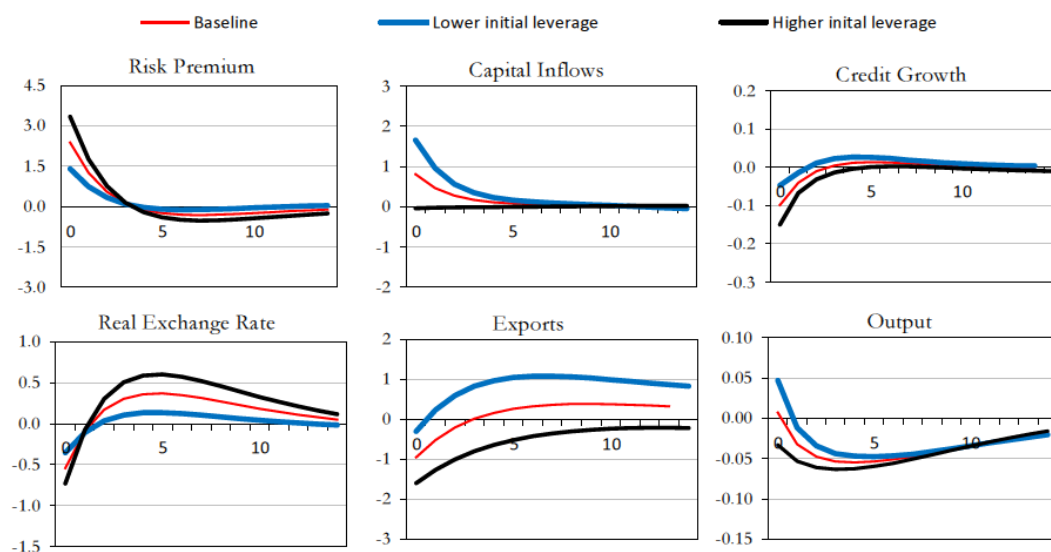 Baseline
Lower initial leverage
Higher inital leverage
Risk Premium
4.5
3.0
1.5
0.0
-1.5
-3.0
0 5 10
Capital Inflows
3
2
1
0
-1
-2
0 5 10
Credit Growth
0.2
0.1
0.0
-0.1
-0.2
-0.3
0 5 10
Real Exchange Rate
1.0
0.5
0.0
-0.5
-1.0
-1.5
0 5 10
Exports
2
1
0
-1
-2
-3
0 5 10
Output
0.10
0.05
0.00
-0.05
-0.10
-0.15
0 5 10